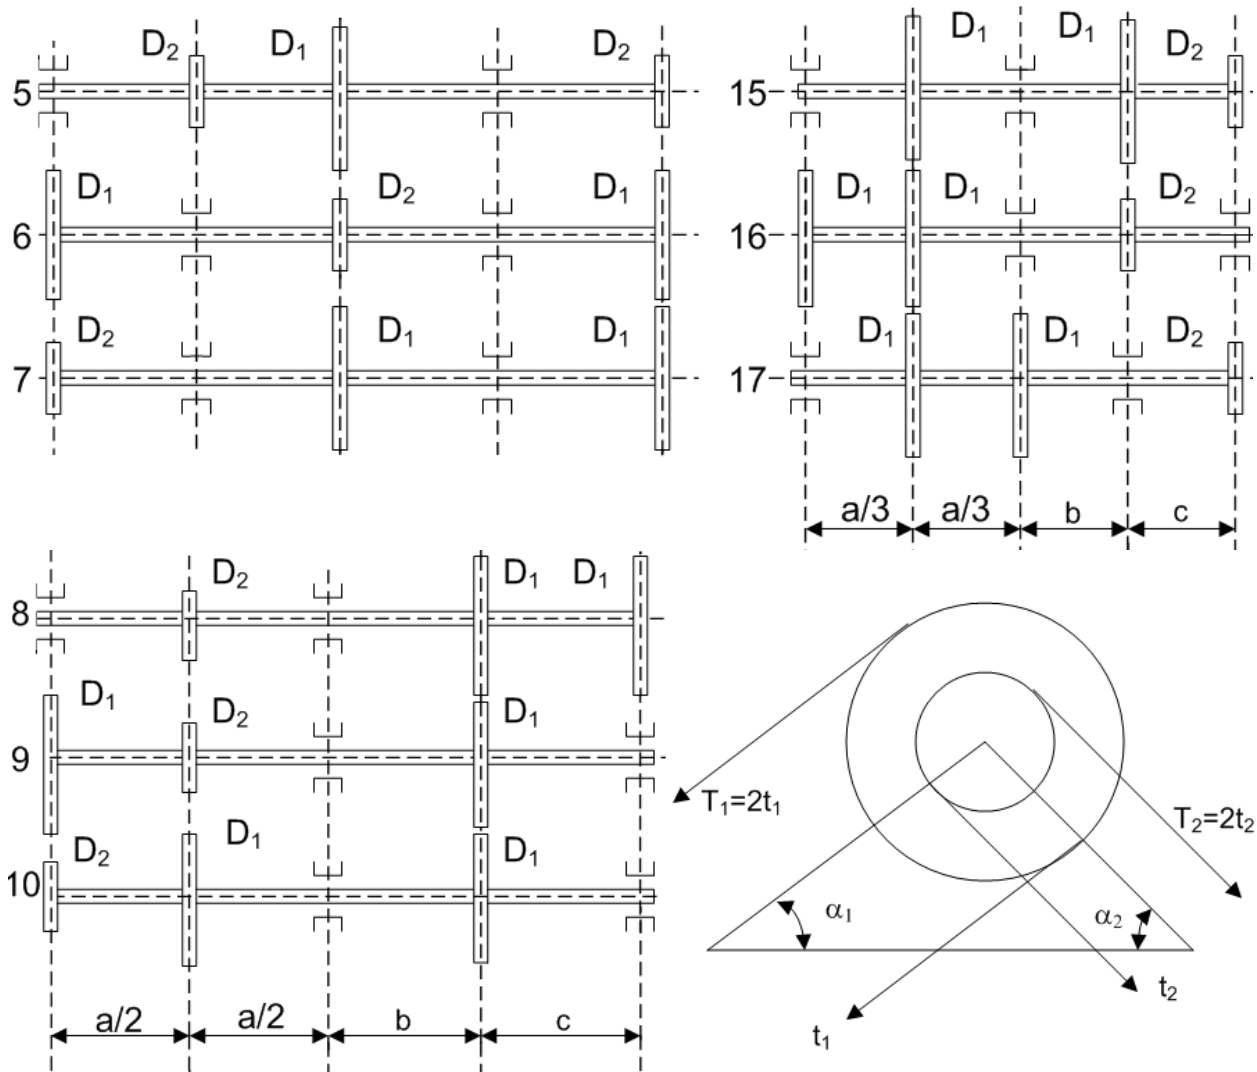 D₂ D₁ D₂
5
D₁ D₂ D₁
6
D₂ D₁ D₁
7
D₁ D₁ D₂
15
D₁ D₁ D₂
16
D₁ D₁ D₂
17
a/3 a/3 b c
D₂ D₁ D₁
8
D₁ D₂ D₁
9
D₂ D₁ D₁
10
a/2 a/2 b c
T₁=2t₁
T₂=2t₂
α₁ α₂
t₂
t₁